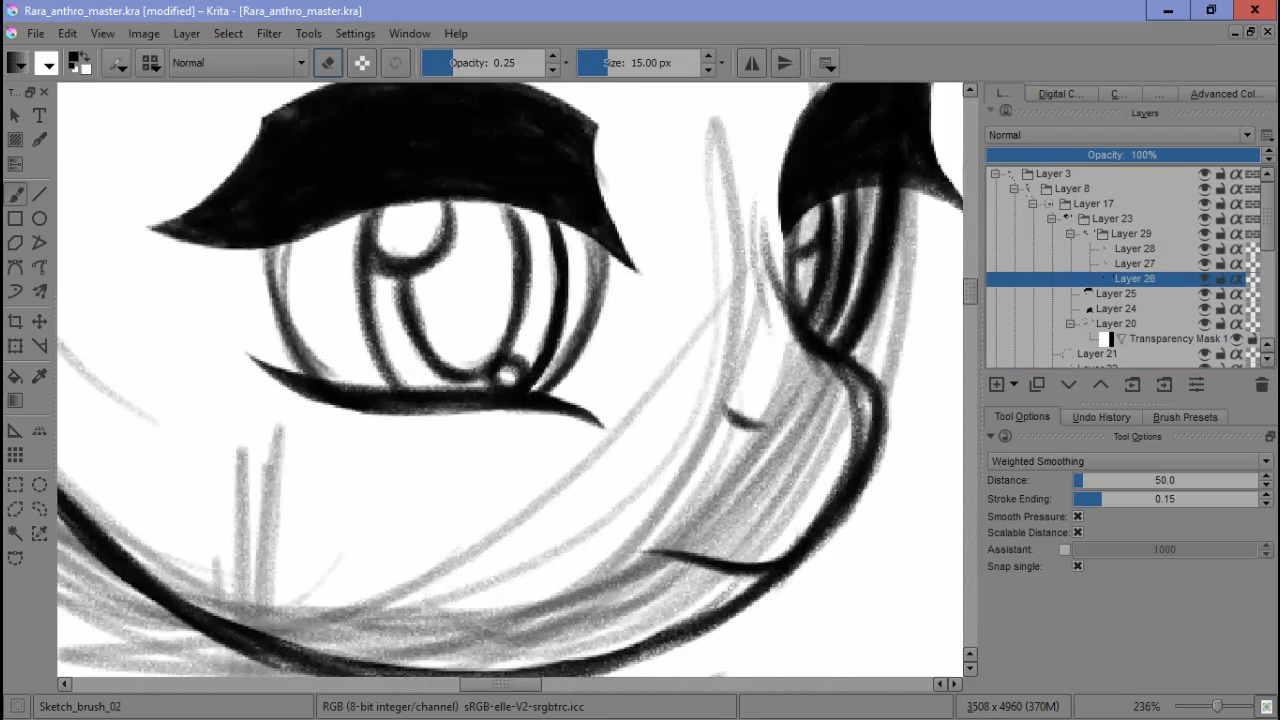 Rara_anthro_master.kra [modified] – Krita - [Rara_anthro_master.kra]
File Edit View Image Layer Select Filter Tools Settings Window Help
Normal
Opacity: 0.25
Size: 15.00 px
T...
L...
Digital C...
C...
...
Advanced Col...
Layers
Normal
Opacity: 100%
Layer 3
Layer 8
Layer 17
Layer 23
Layer 29
Layer 28
Layer 27
Layer 26
Layer 25
Layer 24
Layer 20
Transparency Mask 1
Layer 21
Tool Options
Undo History
Brush Presets
Tool Options
Weighted Smoothing
Distance: 50.0
Stroke Ending: 0.15
Smooth Pressure:
Scalable Distance:
Assistant: 1000
Snap single:
Sketch_brush_02
RGB (8-bit integer/channel) sRGB-elle-V2-srgbtrc.icc
3508 x 4960 (370M)
236%